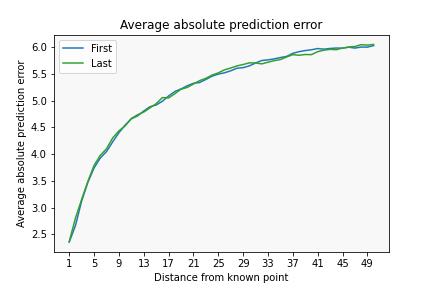 Average absolute prediction error
First
Last
Average absolute prediction error
6.0
5.5
5.0
4.5
4.0
3.5
3.0
2.5
1 5 9 13 17 21 25 29 33 37 41 45 49
Distance from known point